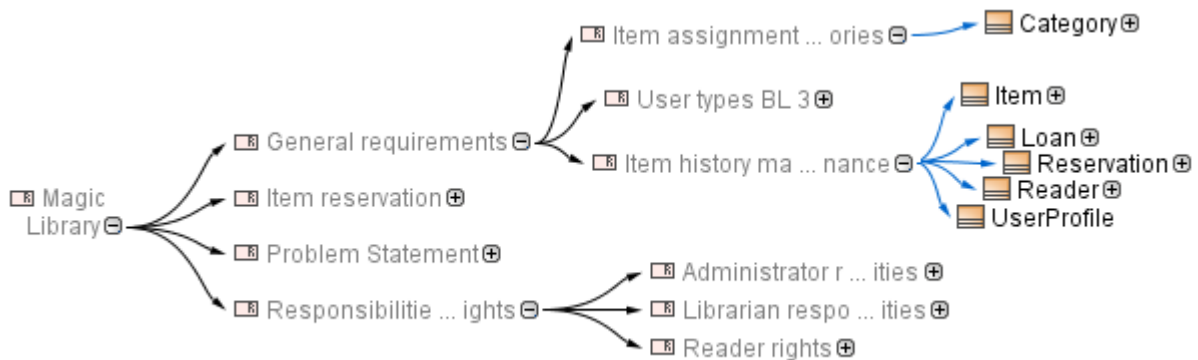 Category
Item assignment ... ories
User types BL 3
Item
General requirements
Loan
Item history ma ... nance
Reservation
Reader
Magic
Library
Item reservation
UserProfile
Problem Statement
Administrator r ... ities
Responsibilitie ... ights
Librarian respo ... ities
Reader rights